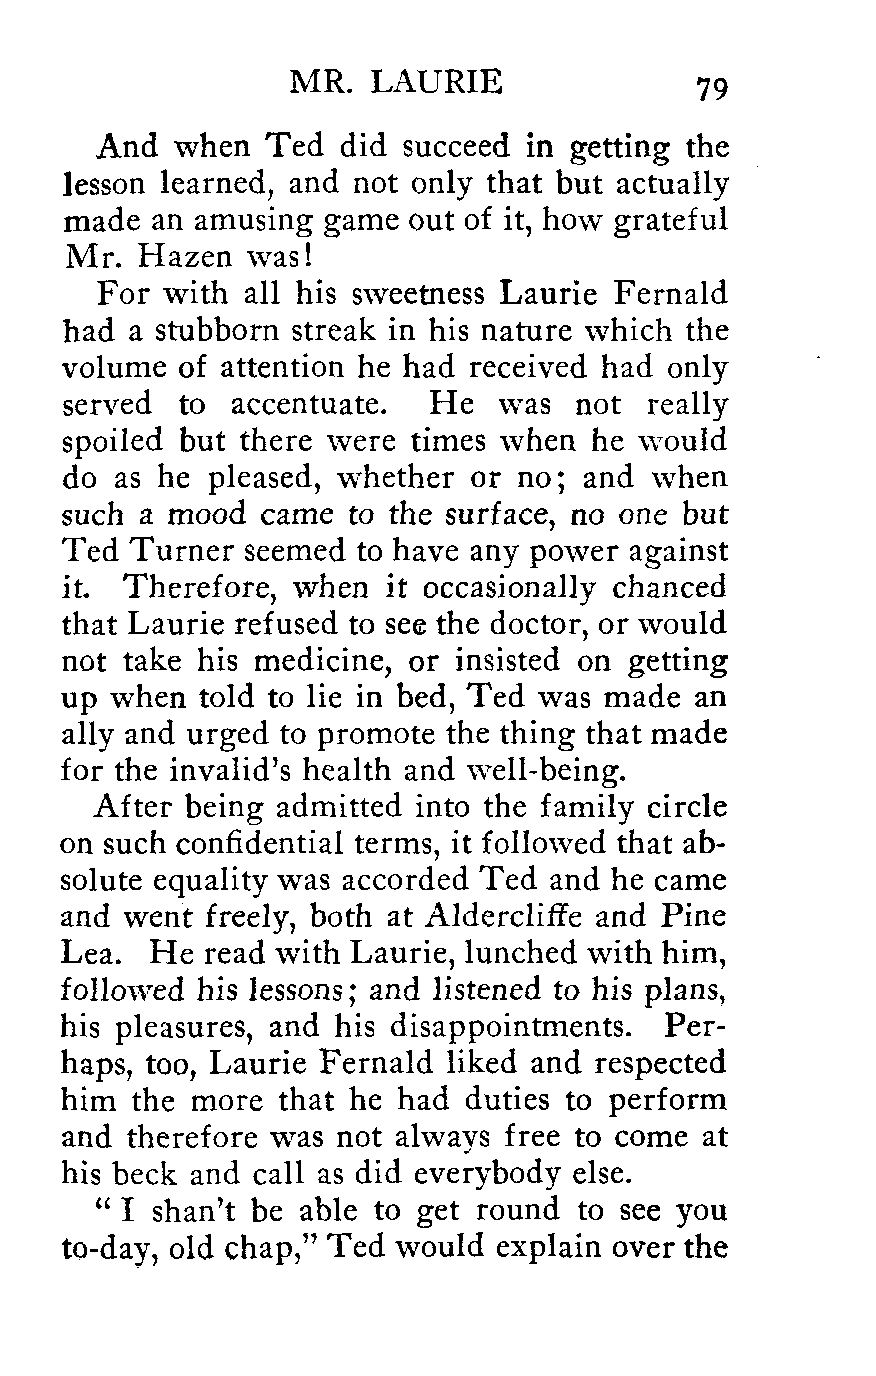 MR. LAURIE 79
And when Ted did succeed in getting the
lesson learned, and not only that but actually
made an amusing game out of it, how grateful
Mr. Hazen was!
For with all his sweetness Laurie Fernald
had a stubborn streak in his nature which the
volume of attention he had received had only
served to accentuate. He was not really
spoiled but there were times when he would
do as he pleased, whether or no; and when
such a mood came to the surface, no one but
Ted Turner seemed to have any power against
it. Therefore, when it occasionally chanced
that Laurie refused to see the doctor, or would
not take his medicine, or insisted on getting
up when told to lie in bed, Ted was made an
ally and urged to promote the thing that made
for the invalid's health and well-being.
After being admitted into the family circle
on such confidential terms, it followed that ab-
solute equality was accorded Ted and he came
and went freely, both at Aldercliffe and Pine
Lea. He read with Laurie, lunched with him,
followed his lessons; and listened to his plans,
his pleasures, and his disappointments. Per-
haps, too, Laurie Fernald liked and respected
him the more that he had duties to perform
and therefore was not always free to come at
his beck and call as did everybody else.
"I shan't be able to get round to see you
to-day, old chap," Ted would explain over the